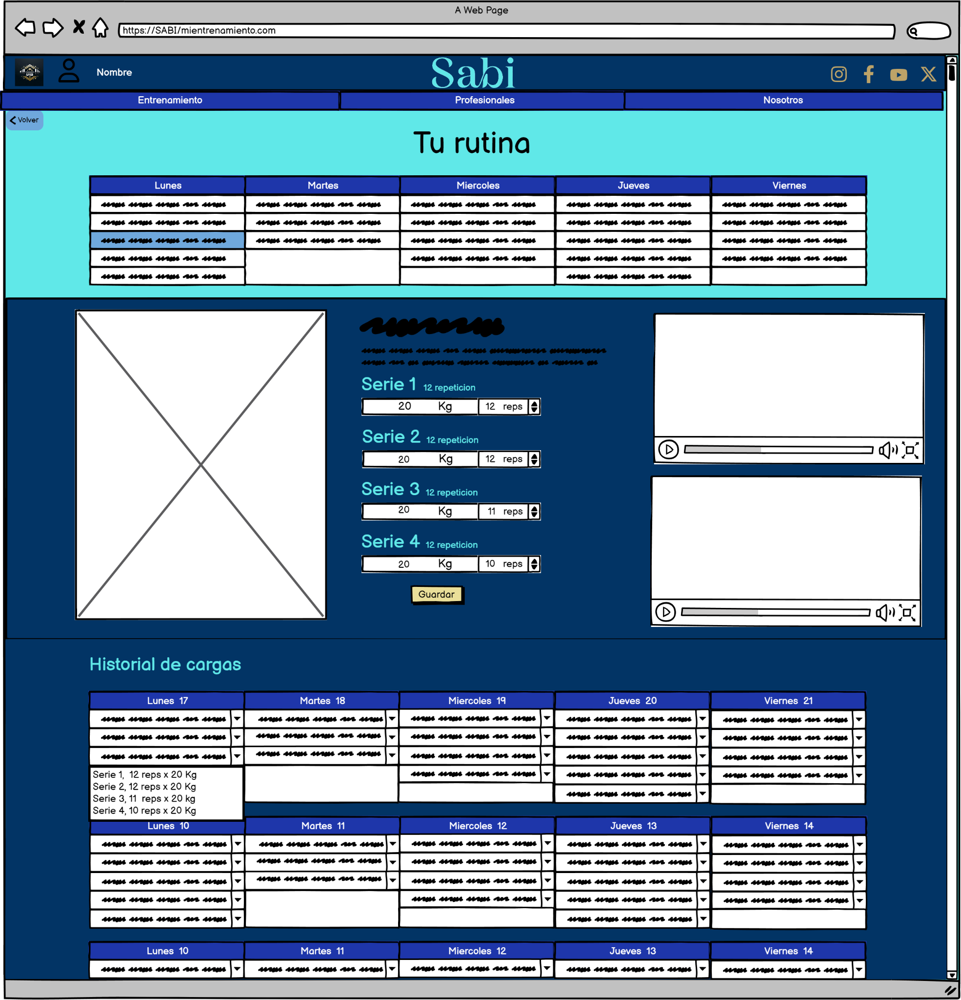 A Web Page
https://SABI/mientrenamiento.com
SABI
Nombre
Sabi
Entrenamiento Profesionales Nosotros
Volver
Tu rutina
Lunes Martes Miercoles Jueves Viernes
Serie 1 12 repeticion
20 Kg 12 reps
Serie 2 12 repeticion
20 Kg 12 reps
Serie 3 12 repeticion
20 Kg 11 reps
Serie 4 12 repeticion
20 Kg 10 reps
Guardar
Historial de cargas
Lunes 17 Martes 18 Miercoles 19 Jueves 20 Viernes 21
Serie 1, 12 reps x 20 Kg
Serie 2, 12 reps x 20 Kg
Serie 3, 11 reps x 20 kg
Serie 4, 10 reps x 20 Kg
Lunes 10 Martes 11 Miercoles 12 Jueves 13 Viernes 14
Lunes 10 Martes 11 Miercoles 12 Jueves 13 Viernes 14